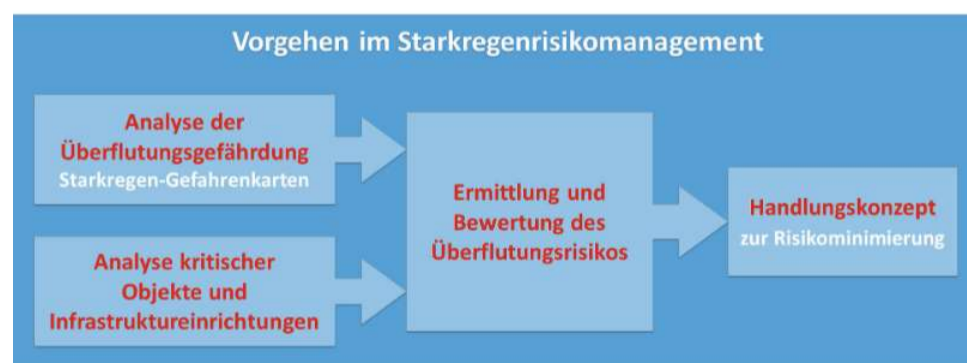 Vorgehen im Starkregenrisikomanagement
Analyse der
Überflutungsgefährdung
Starkregen-Gefahrenkarten
Analyse kritischer
Objekte und
Infrastruktureinrichtungen
Ermittlung und
Bewertung des
Überflutungsrisikos
Handlungskonzept
zur Risikominimierung